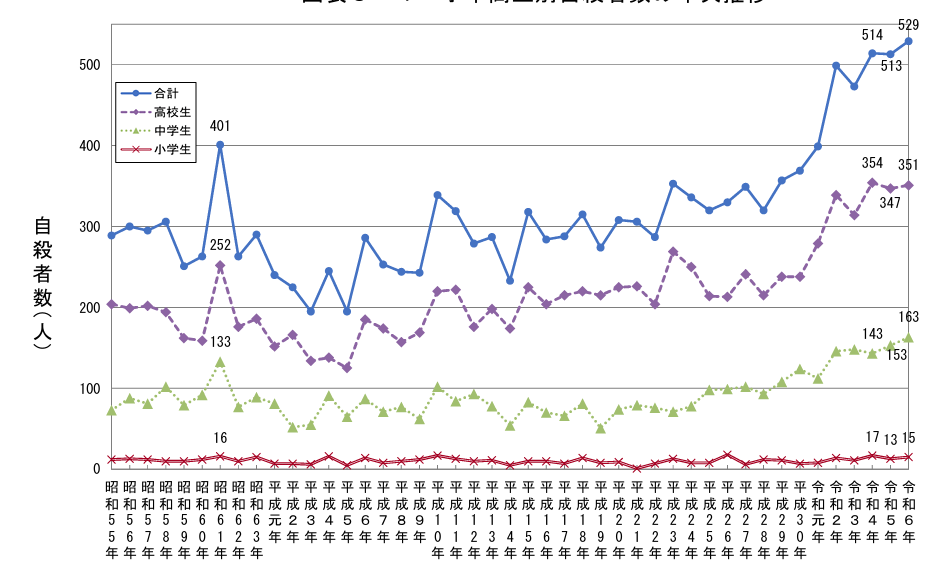 自殺者数(人)
500
400
300
200
100
0
合計
高校生
中学生
小学生
401
252
133
16
514
513
529
354
347
351
143
153
163
17
13
15
昭和55年
昭和56年
昭和57年
昭和58年
昭和59年
昭和60年
昭和61年
昭和62年
昭和63年
平成元年
平成2年
平成3年
平成4年
平成5年
平成6年
平成7年
平成8年
平成9年
平成10年
平成11年
平成12年
平成13年
平成14年
平成15年
平成16年
平成17年
平成18年
平成19年
平成20年
平成21年
平成22年
平成23年
平成24年
平成25年
平成26年
平成27年
平成28年
平成29年
平成30年
令和元年
令和2年
令和3年
令和4年
令和5年
令和6年